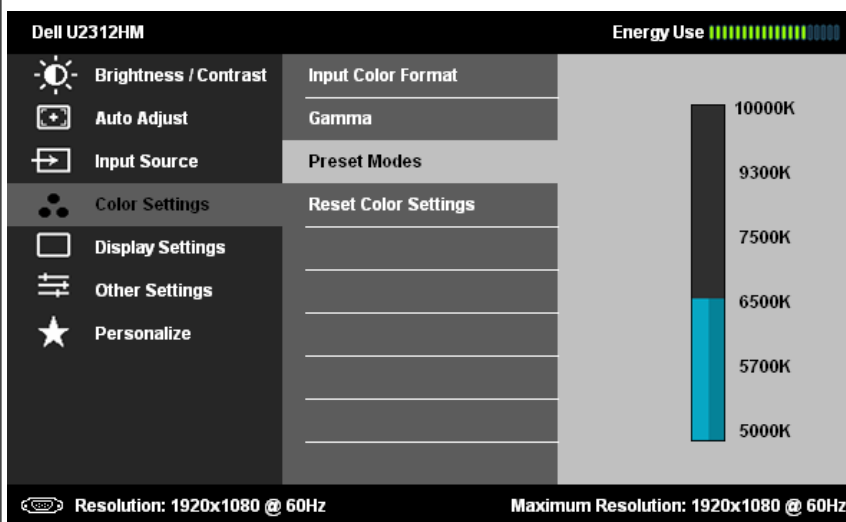 Dell U2312HM
Energy Use
Brightness / Contrast
Auto Adjust
Input Source
Color Settings
Display Settings
Other Settings
Personalize
Input Color Format
Gamma
Preset Modes
Reset Color Settings
10000K
9300K
7500K
6500K
5700K
5000K
Resolution: 1920x1080 @ 60Hz
Maximum Resolution: 1920x1080 @ 60Hz